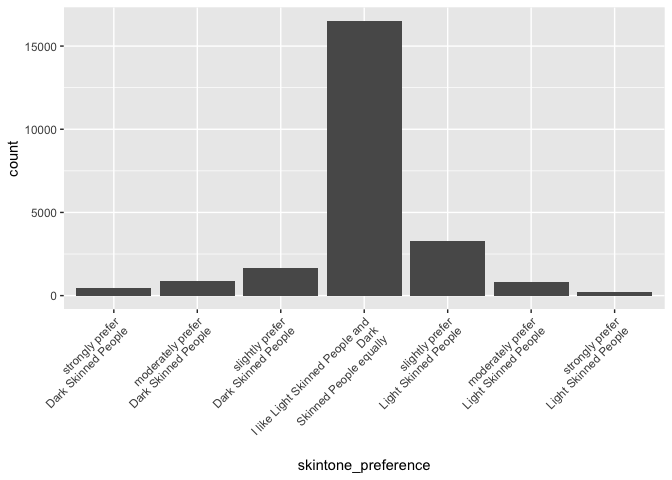 15000
10000
5000
0
count
strongly prefer
Dark Skinned People
moderately prefer
Dark Skinned People
slightly prefer
Dark Skinned People
I like Light Skinned People and
Dark
Skinned People equally
slightly prefer
Light Skinned People
moderately prefer
Light Skinned People
strongly prefer
Light Skinned People
skintone_preference